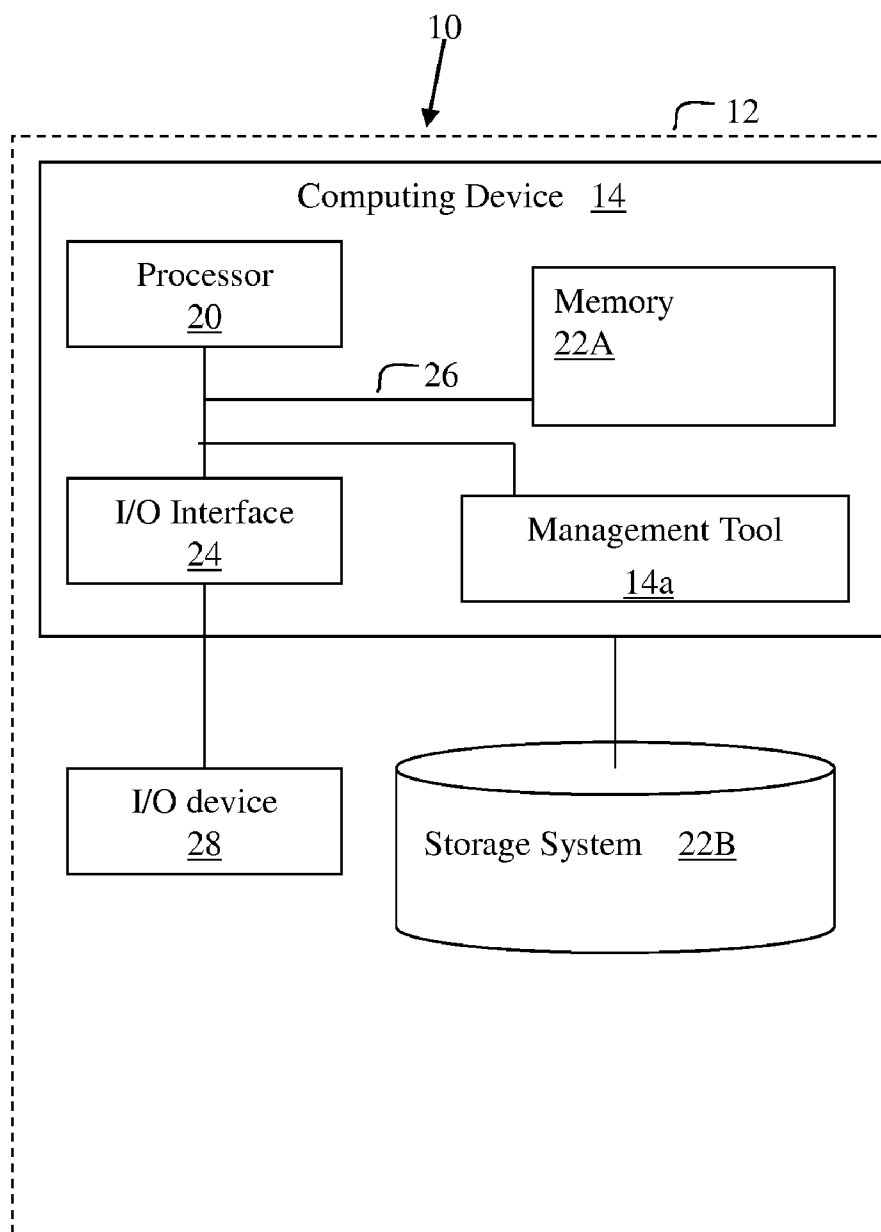 10
12
Computing Device 14
Processor
20
Memory
22A
26
I/O Interface
24
Management Tool
14a
I/O device
28
Storage System 22B